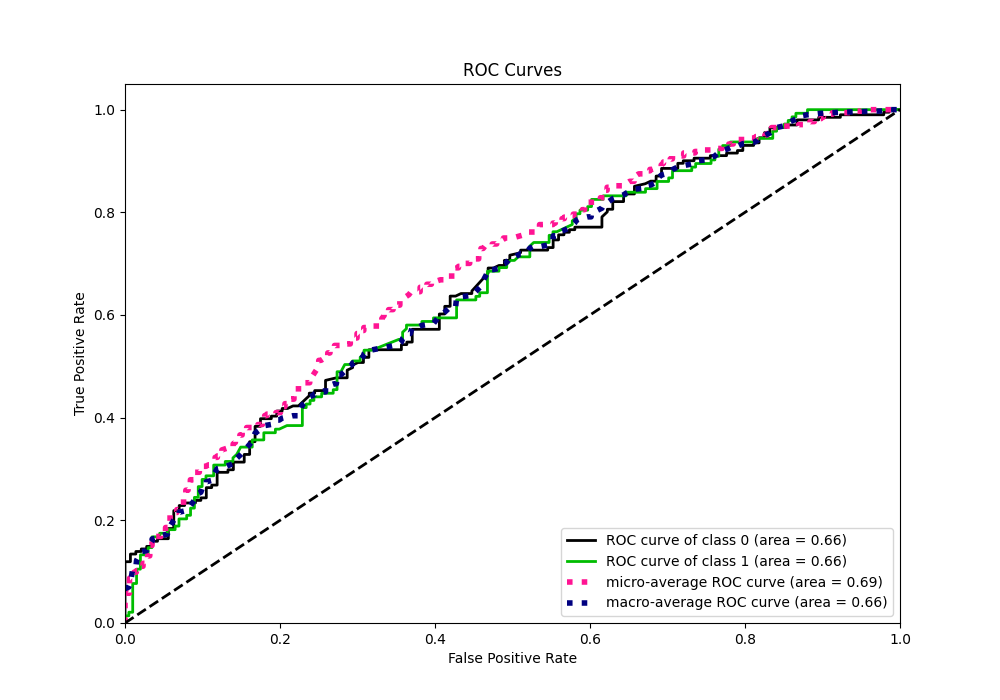 ROC Curves
True Positive Rate
1.0
0.8
0.6
0.4
0.2
0.0
ROC curve of class 0 (area = 0.66)
ROC curve of class 1 (area = 0.66)
micro-average ROC curve (area = 0.69)
macro-average ROC curve (area = 0.66)
0.0 0.2 0.4 0.6 0.8 1.0
False Positive Rate